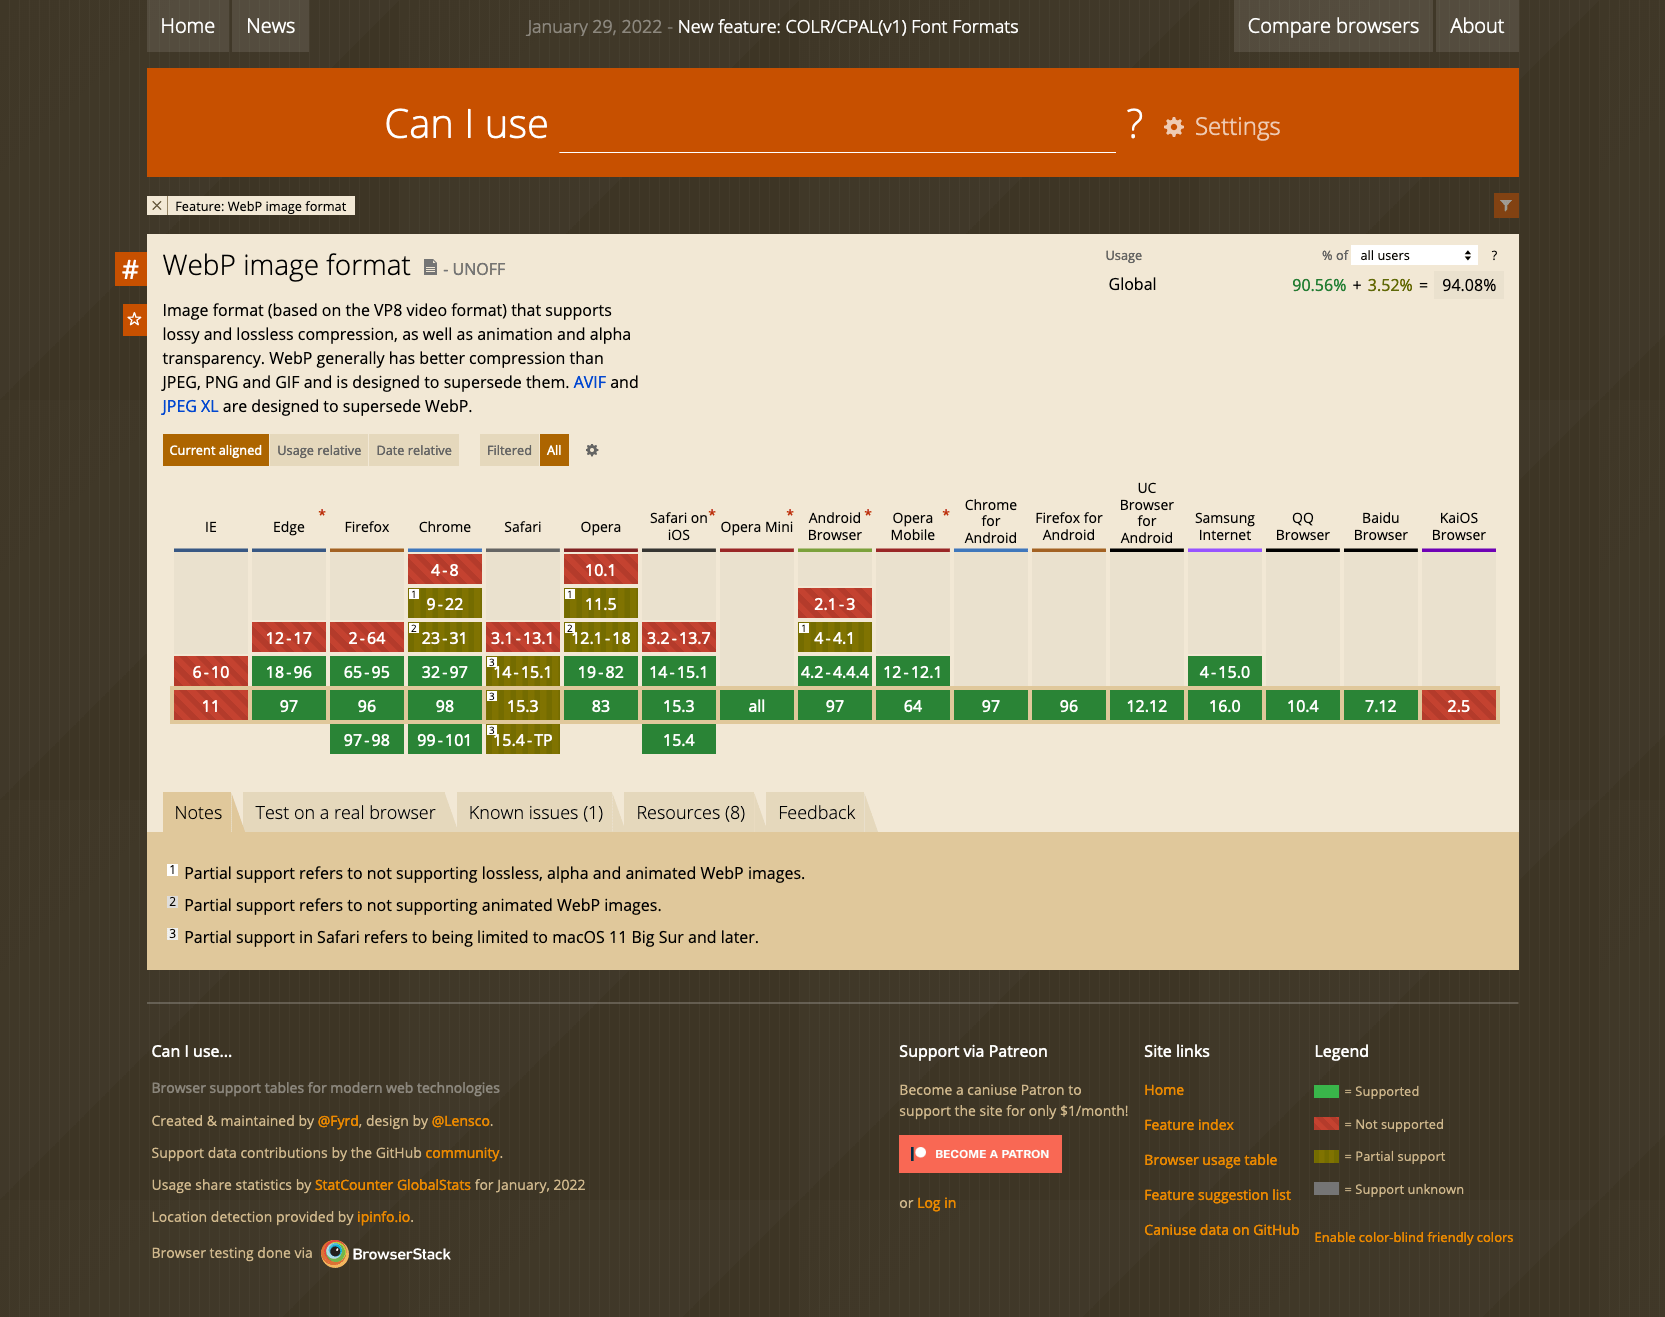 Home News January 29, 2022 - New feature: COLR/CPAL(v1) Font Formats Compare browsers About
Can I use ? Settings
× Feature: WebP image format
# WebP image format - UNOFF
Usage % of all users ?
Global 90.56% + 3.52% = 94.08%
Image format (based on the VP8 video format) that supports
lossy and lossless compression, as well as animation and alpha
transparency. WebP generally has better compression than
JPEG, PNG and GIF and is designed to supersede them. AVIF and
JPEG XL are designed to supersede WebP.
Current aligned Usage relative Date relative Filtered All
IE
Edge *
Firefox
Chrome
Safari
Opera
Safari on *
iOS
Opera Mini *
Android *
Browser
Opera *
Mobile
Chrome
for
Android
Firefox for
Android
UC
Browser
for
Android
Samsung
Internet
QQ
Browser
Baidu
Browser
KaiOS
Browser
4-8 10.1
1 9-22 1 11.5 2.1-3
12-17 2-64 2 23-31 3.1-13.1 2 12.1-18 3.2-13.7 1 4-4.1
6-10 18-96 65-95 32-97 3 14-15.1 19-82 14-15.1 4.2-4.4.4 12-12.1 4-15.0
11 97 96 98 3 15.3 83 15.3 all 97 64 97 96 12.12 16.0 10.4 7.12 2.5
97-98 99-101 3 15.4-TP 15.4
Notes Test on a real browser Known issues (1) Resources (8) Feedback
1 Partial support refers to not supporting lossless, alpha and animated WebP images.
2 Partial support refers to not supporting animated WebP images.
3 Partial support in Safari refers to being limited to macOS 11 Big Sur and later.
Can I use...
Browser support tables for modern web technologies
Created & maintained by @Fyrd, design by @Lensco.
Support data contributions by the GitHub community.
Usage share statistics by StatCounter GlobalStats for January, 2022
Location detection provided by ipinfo.io.
Browser testing done via BrowserStack
Support via Patreon
Become a caniuse Patron to
support the site for only $1/month!
BECOME A PATRON
or Log in
Site links
Home
Feature index
Browser usage table
Feature suggestion list
Caniuse data on GitHub
Legend
= Supported
= Not supported
= Partial support
= Support unknown
Enable color-blind friendly colors